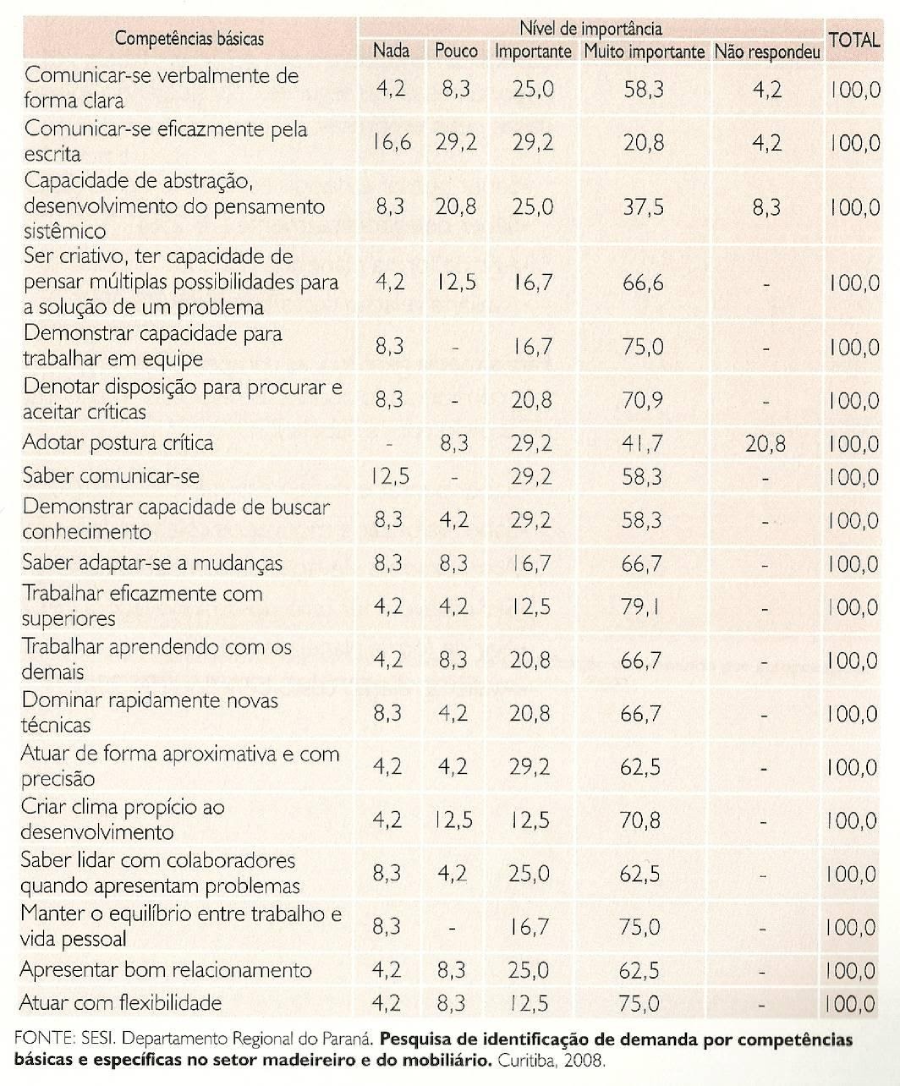 Competências básicas Nível de importância TOTAL
Nada Pouco Importante Muito importante Não respondeu
Comunicar-se verbalmente de
forma clara 4,2 8,3 25,0 58,3 4,2 100,0
Comunicar-se eficazmente pela
escrita 16,6 29,2 29,2 20,8 4,2 100,0
Capacidade de abstração,
desenvolvimento do pensamento 8,3 20,8 25,0 37,5 8,3 100,0
sistêmico
Ser criativo, ter capacidade de
pensar múltiplas possibilidades para 4,2 12,5 16,7 66,6 - 100,0
a solução de um problema
Demonstrar capacidade para
trabalhar em equipe 8,3 - 16,7 75,0 - 100,0
Denotar disposição para procurar e
aceitar críticas 8,3 - 20,8 70,9 - 100,0
Adotar postura crítica - 8,3 29,2 41,7 20,8 100,0
Saber comunicar-se 12,5 - 29,2 58,3 - 100,0
Demonstrar capacidade de buscar
conhecimento 8,3 4,2 29,2 58,3 - 100,0
Saber adaptar-se a mudanças 8,3 8,3 16,7 66,7 - 100,0
Trabalhar eficazmente com
superiores 4,2 4,2 12,5 79,1 - 100,0
Trabalhar aprendendo com os
demais 4,2 8,3 20,8 66,7 - 100,0
Dominar rapidamente novas
técnicas 8,3 4,2 20,8 66,7 - 100,0
Atuar de forma aproximativa e com
precisão 4,2 4,2 29,2 62,5 - 100,0
Criar clima propício ao
desenvolvimento 4,2 12,5 12,5 70,8 - 100,0
Saber lidar com colaboradores
quando apresentam problemas 8,3 4,2 25,0 62,5 - 100,0
Manter o equilíbrio entre trabalho e
vida pessoal 8,3 - 16,7 75,0 - 100,0
Apresentar bom relacionamento 4,2 8,3 25,0 62,5 - 100,0
Atuar com flexibilidade 4,2 8,3 12,5 75,0 - 100,0
FONTE: SESI. Departamento Regional do Paraná. Pesquisa de identificação de demanda por competências
básicas e específicas no setor madeireiro e do mobiliário. Curitiba, 2008.